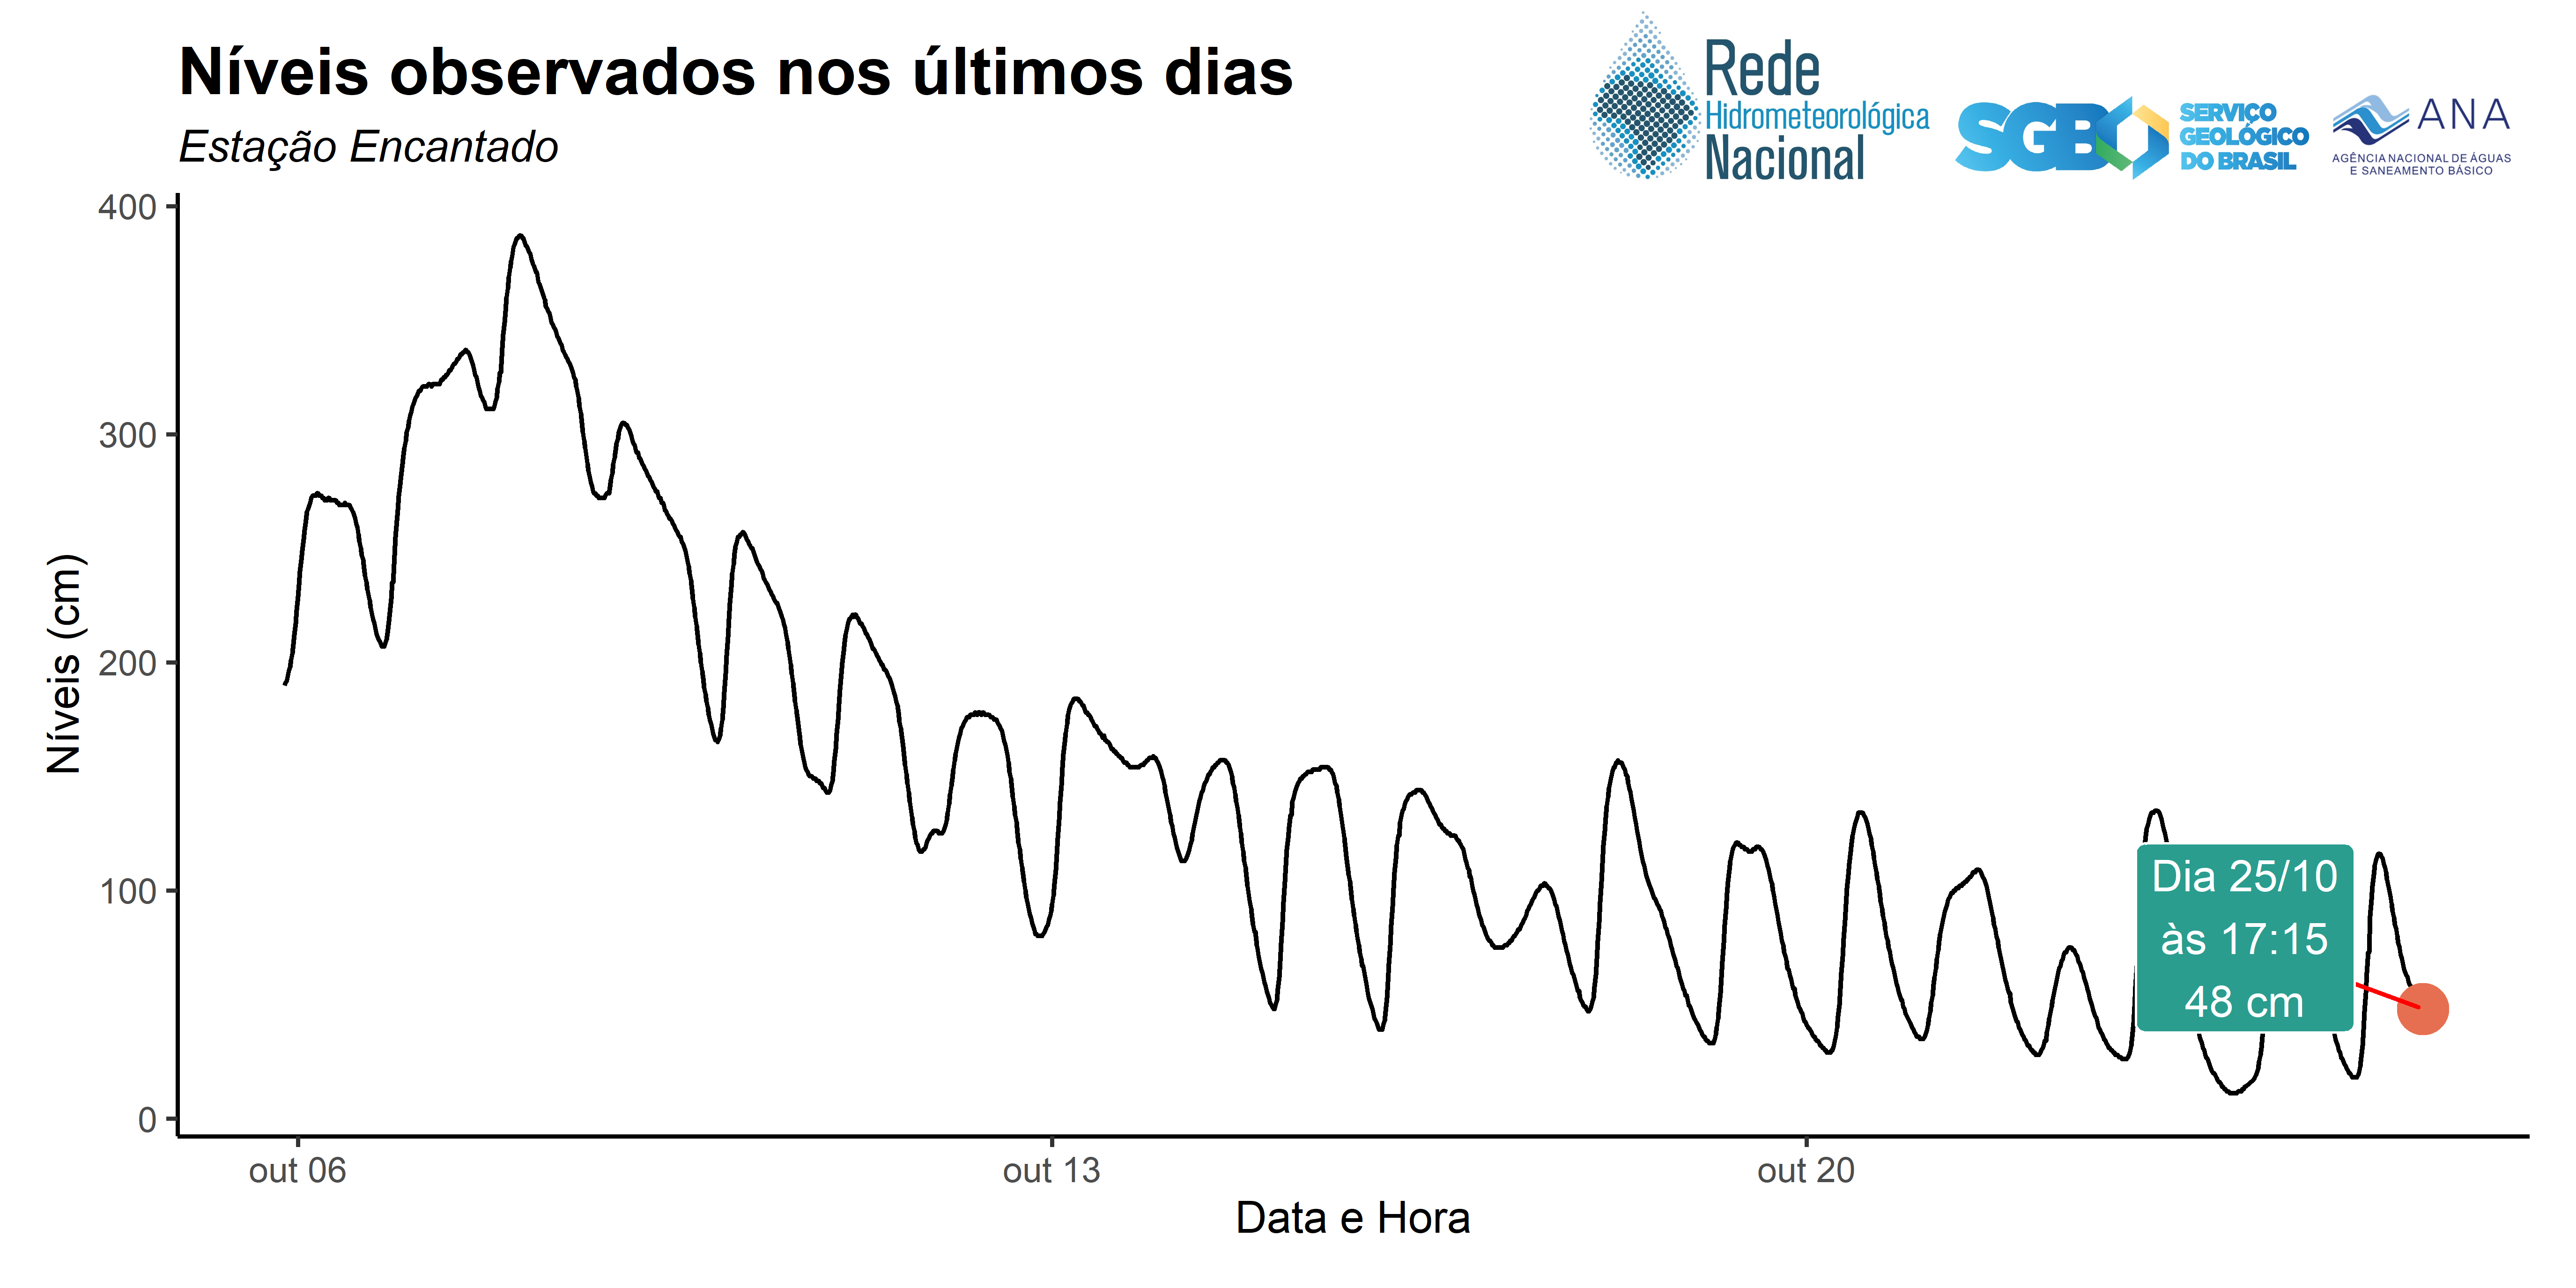 Níveis observados nos últimos dias
Estação Encantado
Rede
Hidrometeorológica
Nacional
SGB
SERVIÇO
GEOLÓGICO
DO BRASIL
ANA
AGÊNCIA NACIONAL DE ÁGUAS
E SANEAMENTO BÁSICO
400
300
200
100
0
Níveis (cm)
Dia 25/10
às 17:15
48 cm
out 06
out 13
out 20
Data e Hora